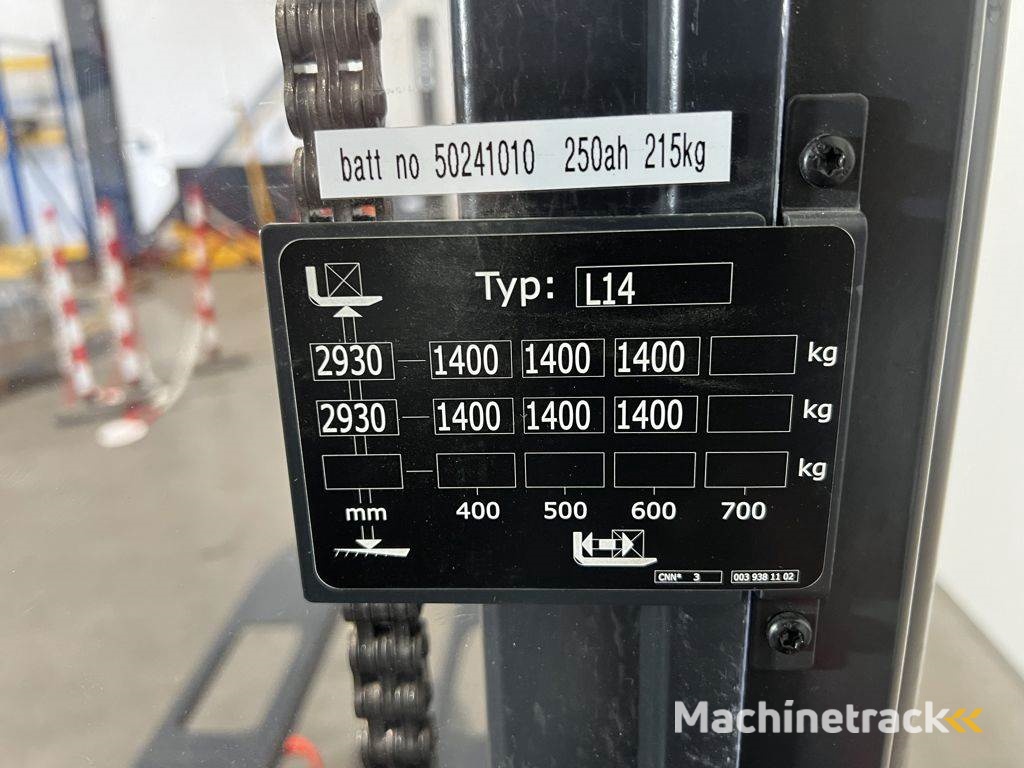 batt no 50241010 250ah 215kg
Typ: L14
2930 1400 1400 1400 kg
2930 1400 1400 1400 kg
kg
mm 400 500 600 700
CNN° 3 003 938 11 02
Machinetrack